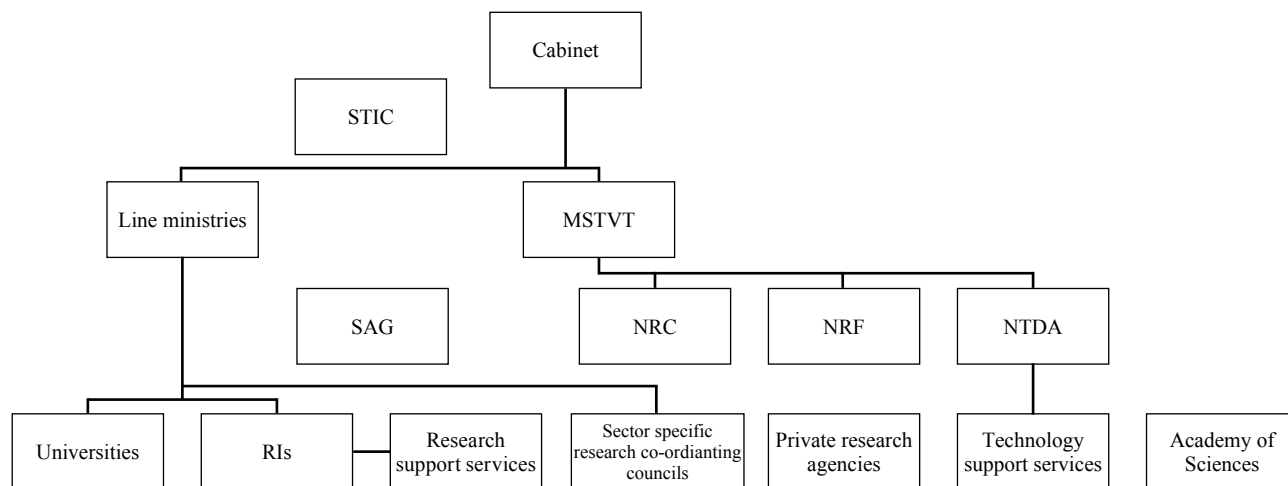 Cabinet
STIC
Line ministries
MSTVT
SAG
NRC
NRF
NTDA
Universities
RIs
Research
support services
Sector specific
research co-ordianting
councils
Private research
agencies
Technology
support services
Academy of
Sciences